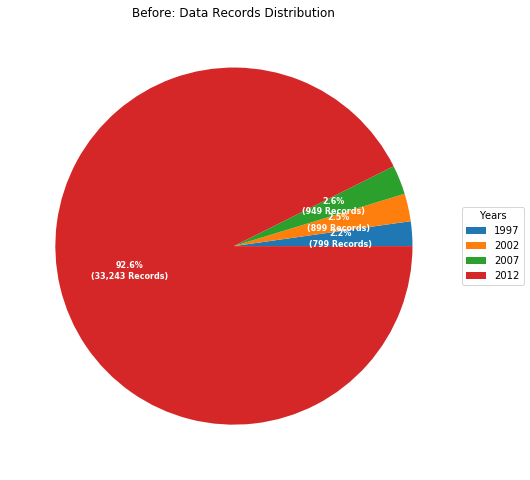 Before: Data Records Distribution
2.6%
(949 Records)
2.5%
(899 Records)
2.2%
(799 Records)
92.6%
(33,243 Records)
Years
1997
2002
2007
2012